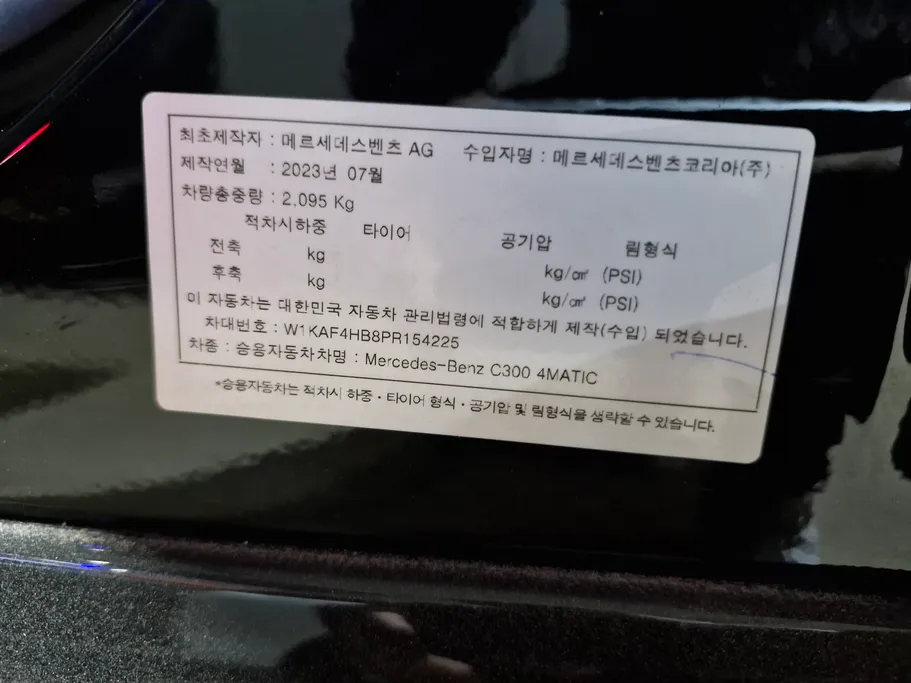 최초제작자 : 메르세데스벤츠 AG 수입자명 : 메르세데스벤츠코리아(주)
제작연월 : 2023년 07월
차량총중량 : 2,095 Kg
적차시하중 타이어 공기압 림형식
전축 kg kg/㎠ (PSI)
후축 kg kg/㎠ (PSI)
이 자동차는 대한민국 자동차 관리법령에 적합하게 제작(수입) 되었습니다.
차대번호 : W1KAF4HB8PR154225
차종 : 승용자동차차명 : Mercedes-Benz C300 4MATIC
*승용자동차는 적차시 하중·타이어 형식·공기압 및 림형식을 생략할 수 있습니다.